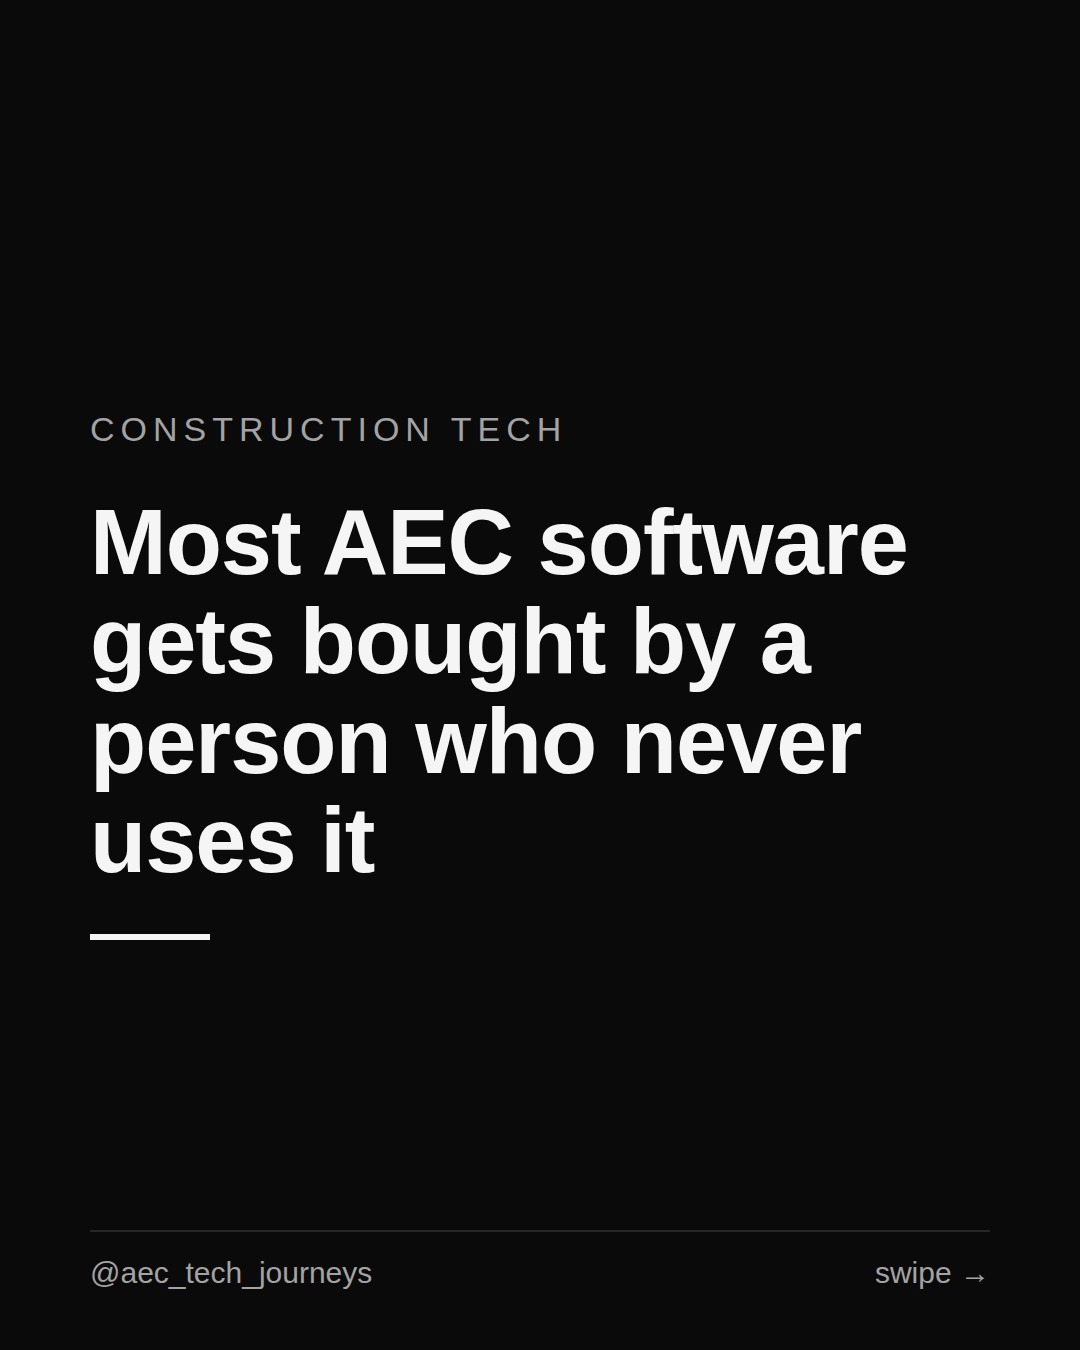 CONSTRUCTION TECH
Most AEC software
gets bought by a
person who never
uses it
@aec_tech_journeys
swipe →